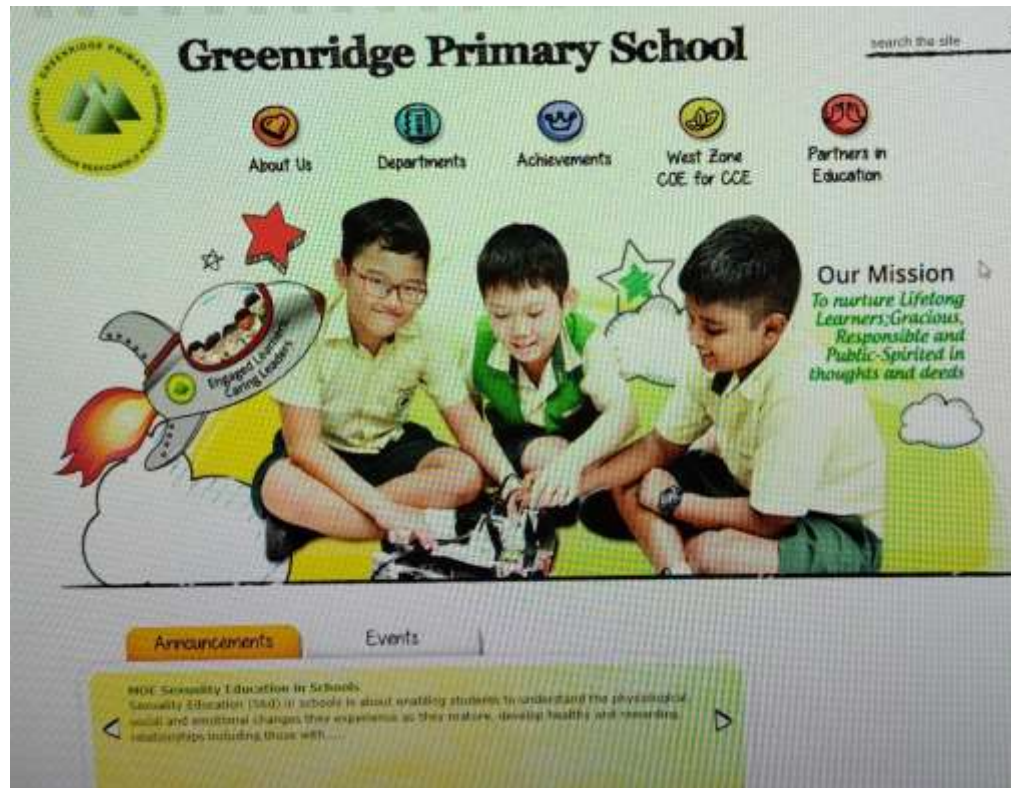 GREENRIDGE PRIMARY
Greenridge Primary School
search the site
About Us
Departments
Achievements
West Zone
COE for CCE
Partners in
Education
Engaged Learners
Caring Leaders
Our Mission
To nurture Lifelong
Learners;Gracious,
Responsible and
Public-Spirited in
thoughts and deeds
Announcements
Events
MOE Sexuality Education in Schools
Sexuality Education (SEd) in schools is about enabling students to understand the physiological,
social and emotional changes they experience as they mature, develop healthy and rewarding
relationships including those with.....